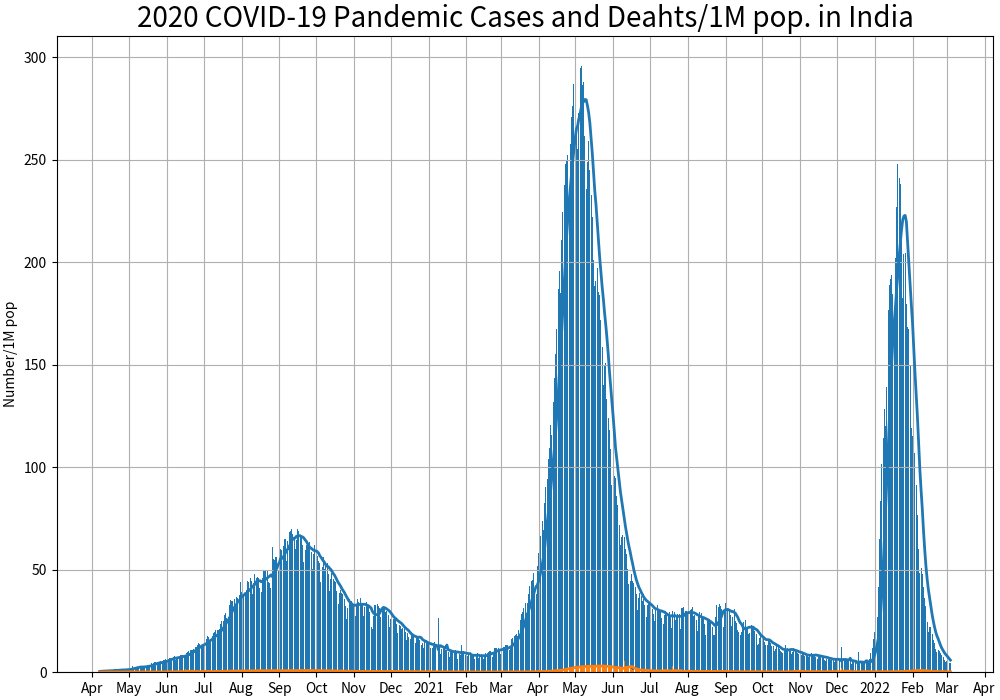 2020 COVID-19 Pandemic Cases and Deahts/1M pop. in India
Number/1M pop
300
250
200
150
100
50
0
Apr May Jun Jul Aug Sep Oct Nov Dec 2021 Feb Mar Apr May Jun Jul Aug Sep Oct Nov Dec 2022 Feb Mar Apr